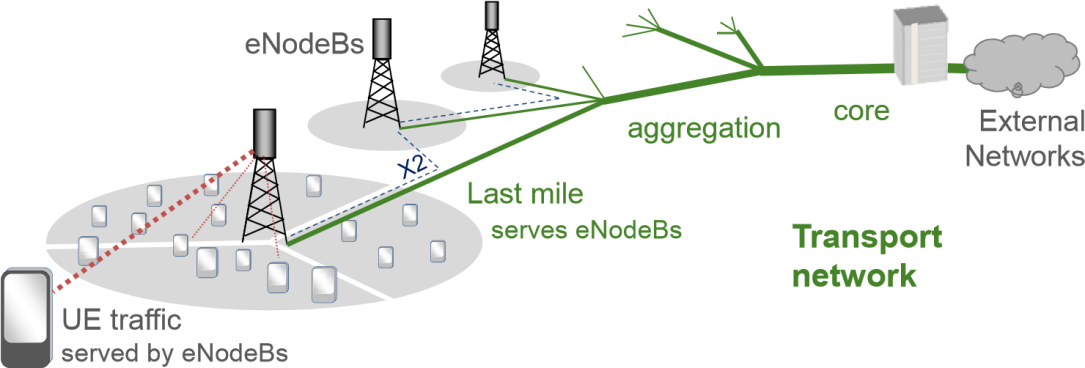 eNodeBs
aggregation
core
External
Networks
X2
Last mile
serves eNodeBs
Transport
network
UE traffic
served by eNodeBs